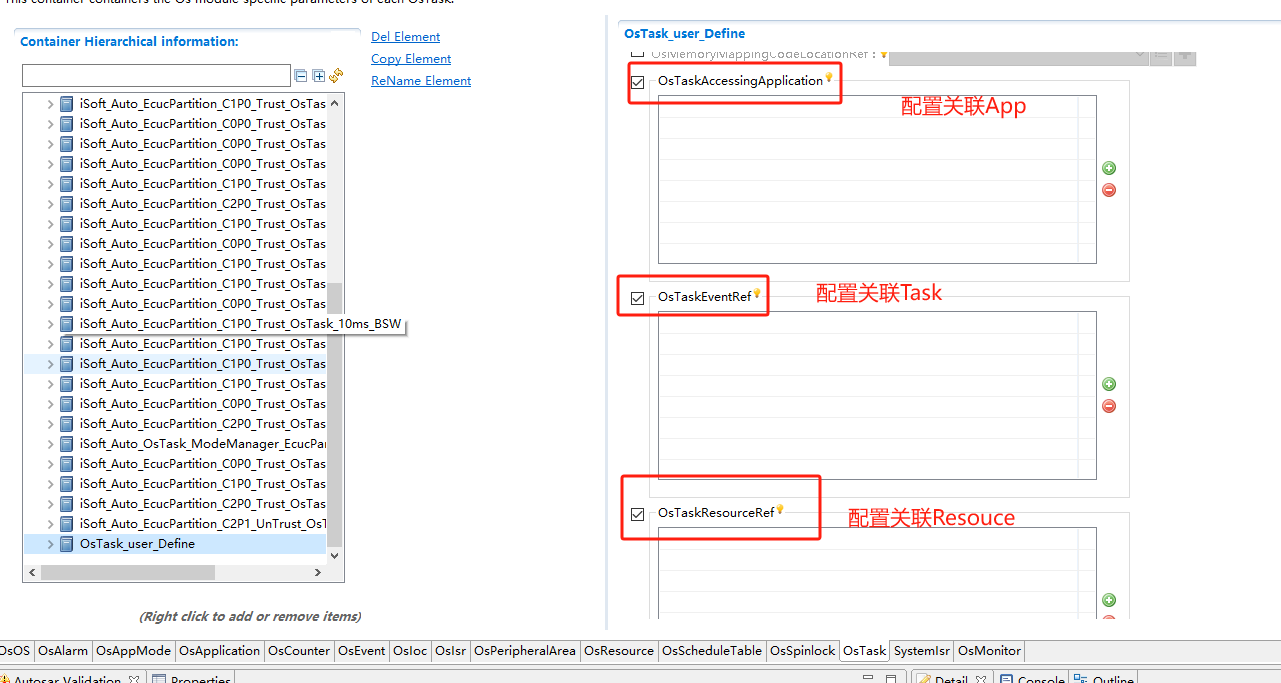 This container containers the Os module specific parameters of each OsTask.
Container Hierarchical information:
Del Element
Copy Element
ReName Element
iSoft_Auto_EcucPartition_C1P0_Trust_OsTas
iSoft_Auto_EcucPartition_C0P0_Trust_OsTas
iSoft_Auto_EcucPartition_C0P0_Trust_OsTas
iSoft_Auto_EcucPartition_C0P0_Trust_OsTas
iSoft_Auto_EcucPartition_C1P0_Trust_OsTas
iSoft_Auto_EcucPartition_C2P0_Trust_OsTas
iSoft_Auto_EcucPartition_C1P0_Trust_OsTas
iSoft_Auto_EcucPartition_C0P0_Trust_OsTas
iSoft_Auto_EcucPartition_C1P0_Trust_OsTas
iSoft_Auto_EcucPartition_C1P0_Trust_OsTas
iSoft_Auto_EcucPartition_C0P0_Trust_OsTas
iSoft_Auto_EcucPartition_C1P0_Trust_OsTask_10ms_BSW
iSoft_Auto_EcucPartition_C1P0_Trust_OsTas
iSoft_Auto_EcucPartition_C1P0_Trust_OsTas
iSoft_Auto_EcucPartition_C1P0_Trust_OsTas
iSoft_Auto_EcucPartition_C0P0_Trust_OsTas
iSoft_Auto_EcucPartition_C2P0_Trust_OsTas
iSoft_Auto_OsTask_ModeManager_EcucPar
iSoft_Auto_EcucPartition_C0P0_Trust_OsTas
iSoft_Auto_EcucPartition_C1P0_Trust_OsTas
iSoft_Auto_EcucPartition_C2P0_Trust_OsTas
iSoft_Auto_EcucPartition_C2P1_UnTrust_OsT
OsTask_user_Define
(Right click to add or remove items)
OsTask_user_Define
OsMemoryMappingCodeLocationRef :
OsTaskAccessingApplication
配置关联App
OsTaskEventRef
配置关联Task
OsTaskResourceRef
配置关联Resouce
OsOS OsAlarm OsAppMode OsApplication OsCounter OsEvent OsIoc OsIsr OsPeripheralArea OsResource OsScheduleTable OsSpinlock OsTask SystemIsr OsMonitor
Autosar Validation Properties Detail Console Outline